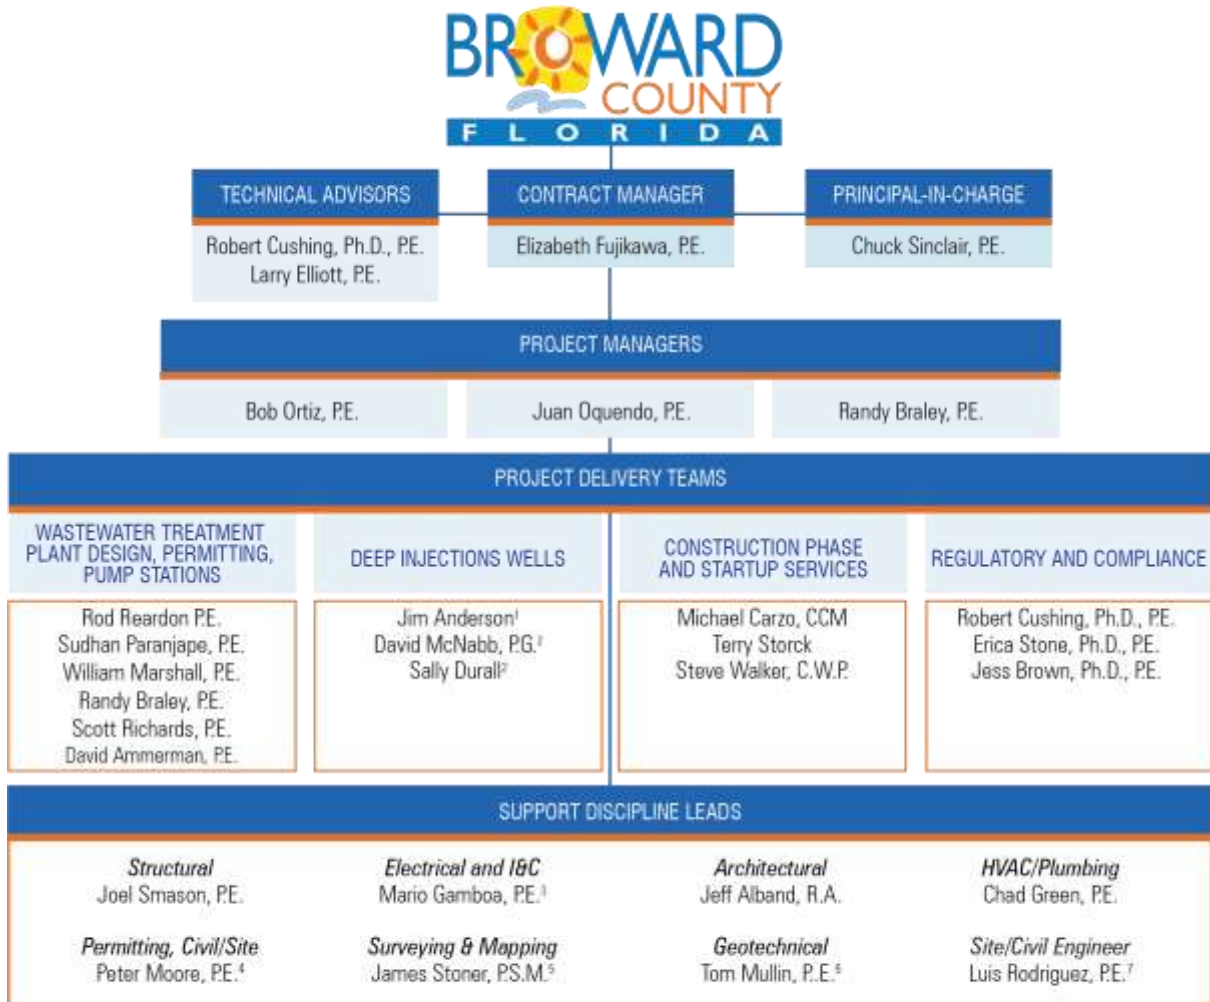 BROWARD
COUNTY
FLORIDA
TECHNICAL ADVISORS
Robert Cushing, Ph.D., P.E.
Larry Elliott, P.E.
CONTRACT MANAGER
Elizabeth Fujikawa, P.E.
PRINCIPAL-IN-CHARGE
Chuck Sinclair, P.E.
PROJECT MANAGERS
Bob Ortiz, P.E.
Juan Oquendo, P.E.
Randy Braley, P.E.
PROJECT DELIVERY TEAMS
WASTEWATER TREATMENT
PLANT DESIGN, PERMITTING,
PUMP STATIONS
Rod Reardon P.E.
Sudhan Paranjape, P.E.
William Marshall, P.E.
Randy Braley, P.E.
Scott Richards, P.E.
David Ammerman, P.E.
DEEP INJECTIONS WELLS
Jim Anderson¹
David McNabb, P.G.²
Sally Durall²
CONSTRUCTION PHASE
AND STARTUP SERVICES
Michael Carzo, CCM
Terry Storck
Steve Walker, C.W.P.
REGULATORY AND COMPLIANCE
Robert Cushing, Ph.D., P.E.
Erica Stone, Ph.D., P.E.
Jess Brown, Ph.D., P.E.
SUPPORT DISCIPLINE LEADS
Structural
Joel Smason, P.E.
Electrical and I&C
Mario Gamboa, P.E.³
Architectural
Jeff Alband, R.A.
HVAC/Plumbing
Chad Green, P.E.
Permitting, Civil/Site
Peter Moore, P.E.⁴
Surveying & Mapping
James Stoner, P.S.M.⁵
Geotechnical
Tom Mullin, P.E.⁶
Site/Civil Engineer
Luis Rodriguez, P.E.⁷